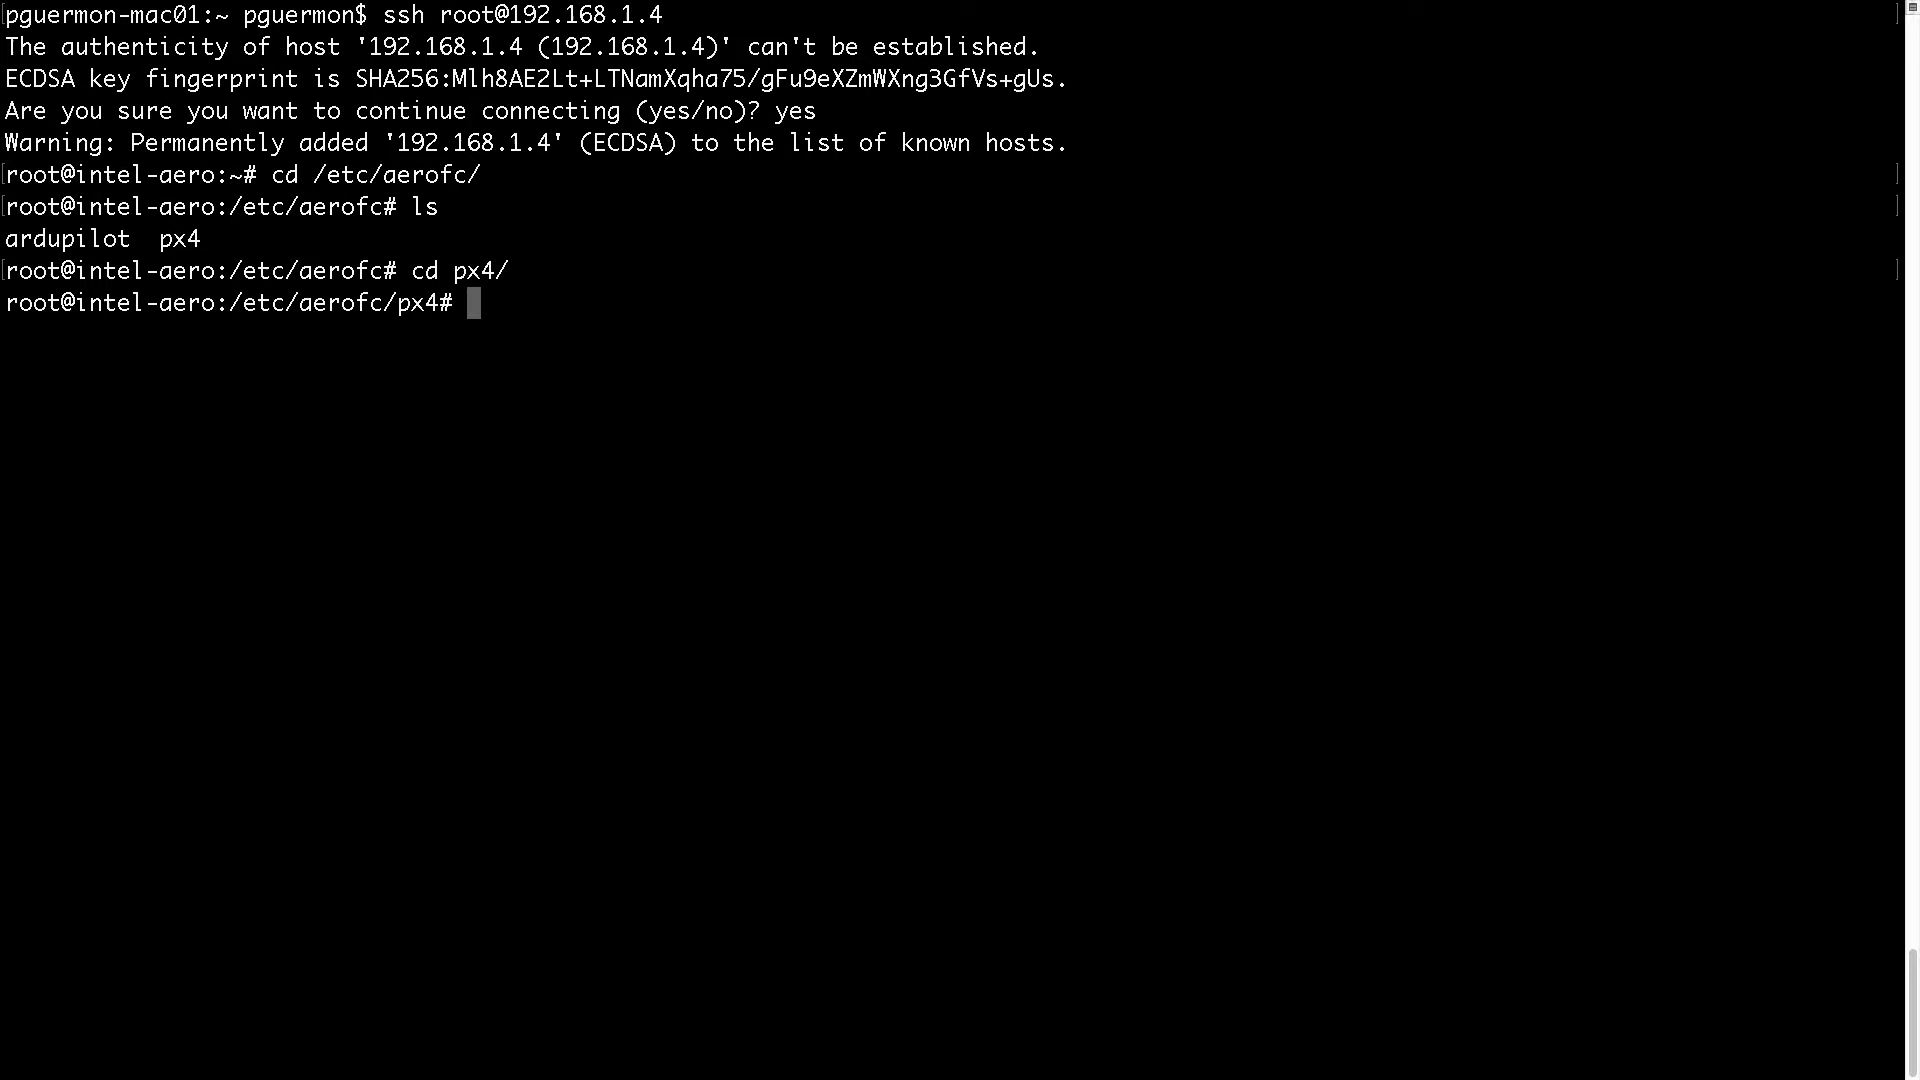 [pguermon-mac01:~ pguermon$ ssh root@192.168.1.4 ]
The authenticity of host '192.168.1.4 (192.168.1.4)' can't be established.
ECDSA key fingerprint is SHA256:Mlh8AE2Lt+LTNamXqha75/gFu9eXZmWXng3GfVs+gUs.
Are you sure you want to continue connecting (yes/no)? yes
Warning: Permanently added '192.168.1.4' (ECDSA) to the list of known hosts.
[root@intel-aero:~# cd /etc/aerofc/ ]
[root@intel-aero:/etc/aerofc# ls ]
ardupilot  px4
[root@intel-aero:/etc/aerofc# cd px4/ ]
root@intel-aero:/etc/aerofc/px4#